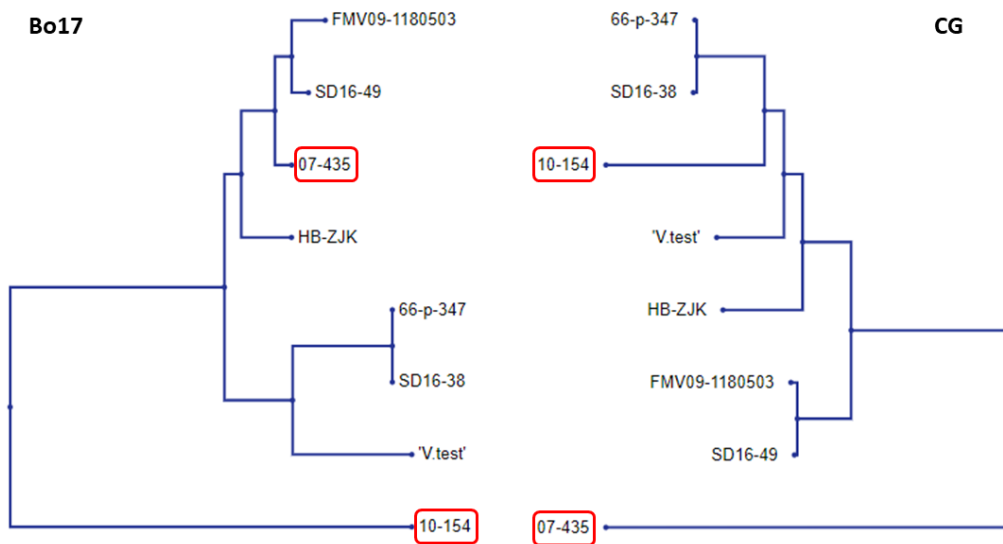 Bo17
FMV09-1180503
SD16-49
07-435
HB-ZJK
66-p-347
SD16-38
'V.test'
10-154
CG
66-p-347
SD16-38
10-154
'V.test'
HB-ZJK
FMV09-1180503
SD16-49
07-435